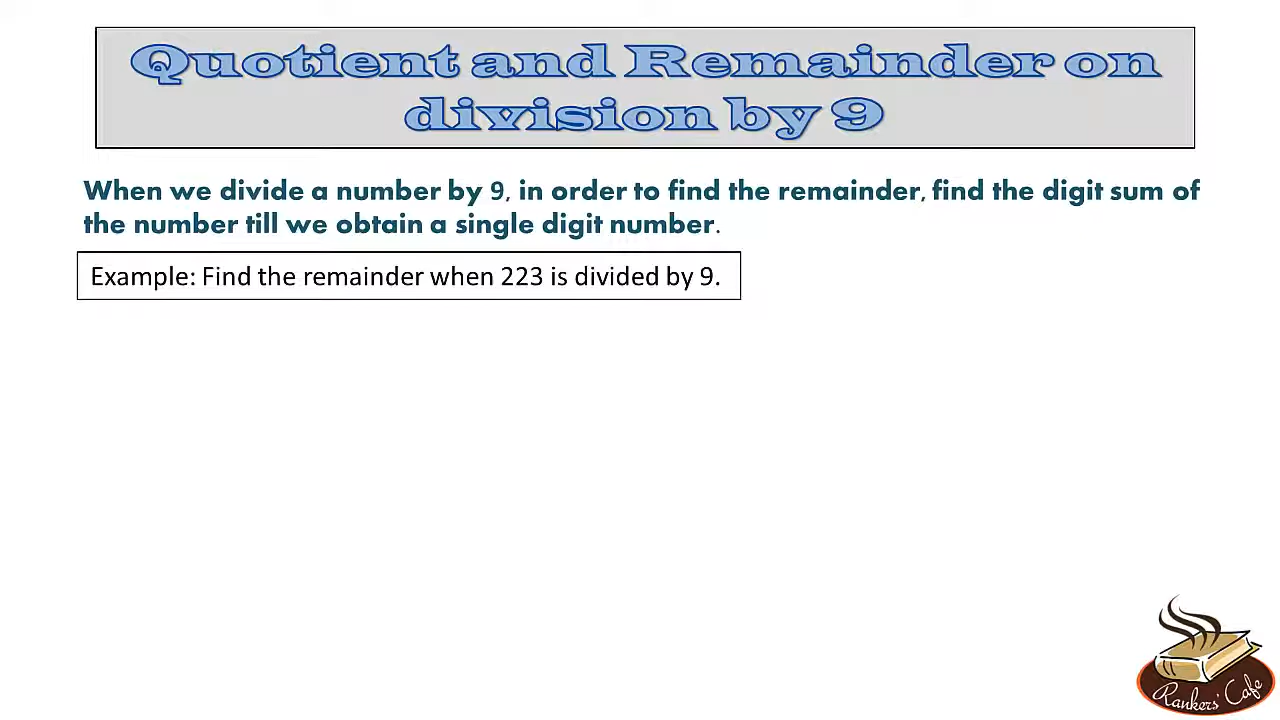 Quotient and Remainder on
division by 9
When we divide a number by 9, in order to find the remainder, find the digit sum of
the number till we obtain a single digit number.
Example: Find the remainder when 223 is divided by 9.
Rankers' Cafe